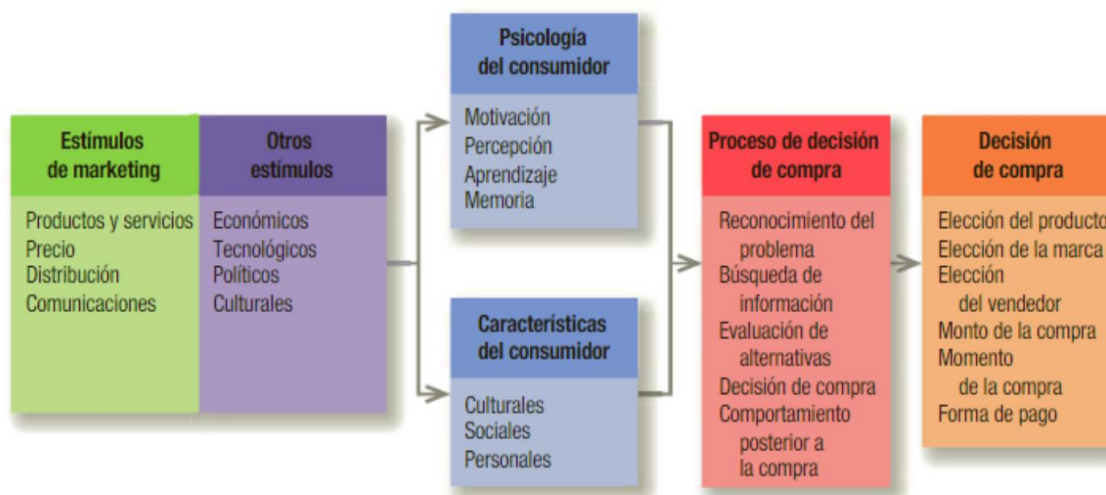 Estímulos
de marketing
Productos y servicios
Precio
Distribución
Comunicaciones
Otros
estímulos
Económicos
Tecnológicos
Políticos
Culturales
Psicología
del consumidor
Motivación
Percepción
Aprendizaje
Memoria
Características
del consumidor
Culturales
Sociales
Personales
Proceso de decisión
de compra
Reconocimiento del
problema
Búsqueda de
información
Evaluación de
alternativas
Decisión de compra
Comportamiento
posterior a
la compra
Decisión
de compra
Elección del producto
Elección de la marca
Elección
del vendedor
Monto de la compra
Momento
de la compra
Forma de pago